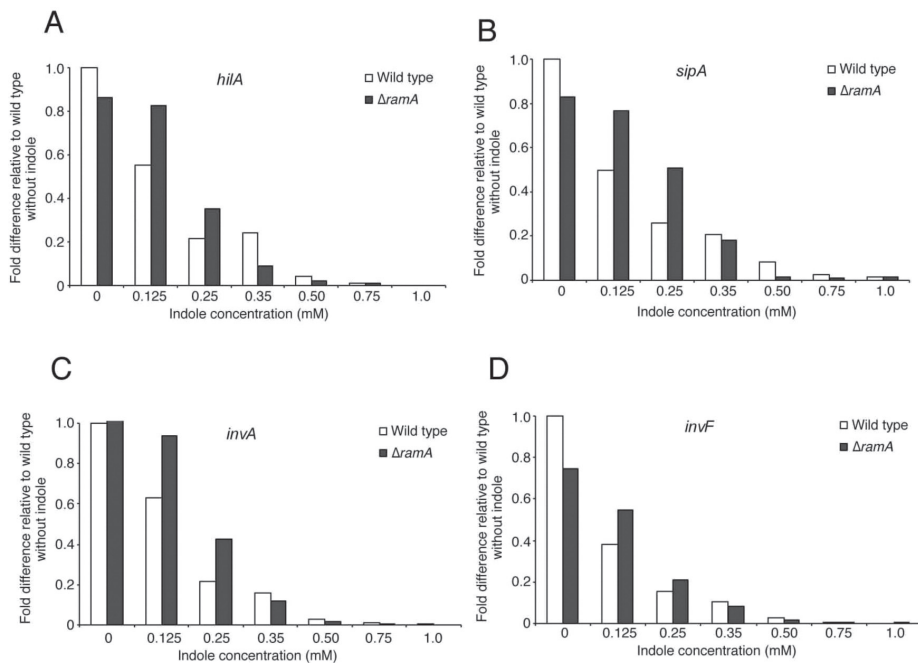 A
hilA
Wild type
ΔramA
Fold difference relative to wild type
without indole
1.0
0.8
0.6
0.4
0.2
0
0 0.125 0.25 0.35 0.50 0.75 1.0
Indole concentration (mM)
B
sipA
Wild type
ΔramA
Fold difference relative to wild type
without indole
1.0
0.8
0.6
0.4
0.2
0
0 0.125 0.25 0.35 0.50 0.75 1.0
Indole concentration (mM)
C
invA
Wild type
ΔramA
Fold difference relative to wild type
without indole
1.0
0.8
0.6
0.4
0.2
0
0 0.125 0.25 0.35 0.50 0.75 1.0
Indole concentration (mM)
D
invF
Wild type
ΔramA
Fold difference relative to wild type
without indole
1.0
0.8
0.6
0.4
0.2
0
0 0.125 0.25 0.35 0.50 0.75 1.0
Indole concentration (mM)